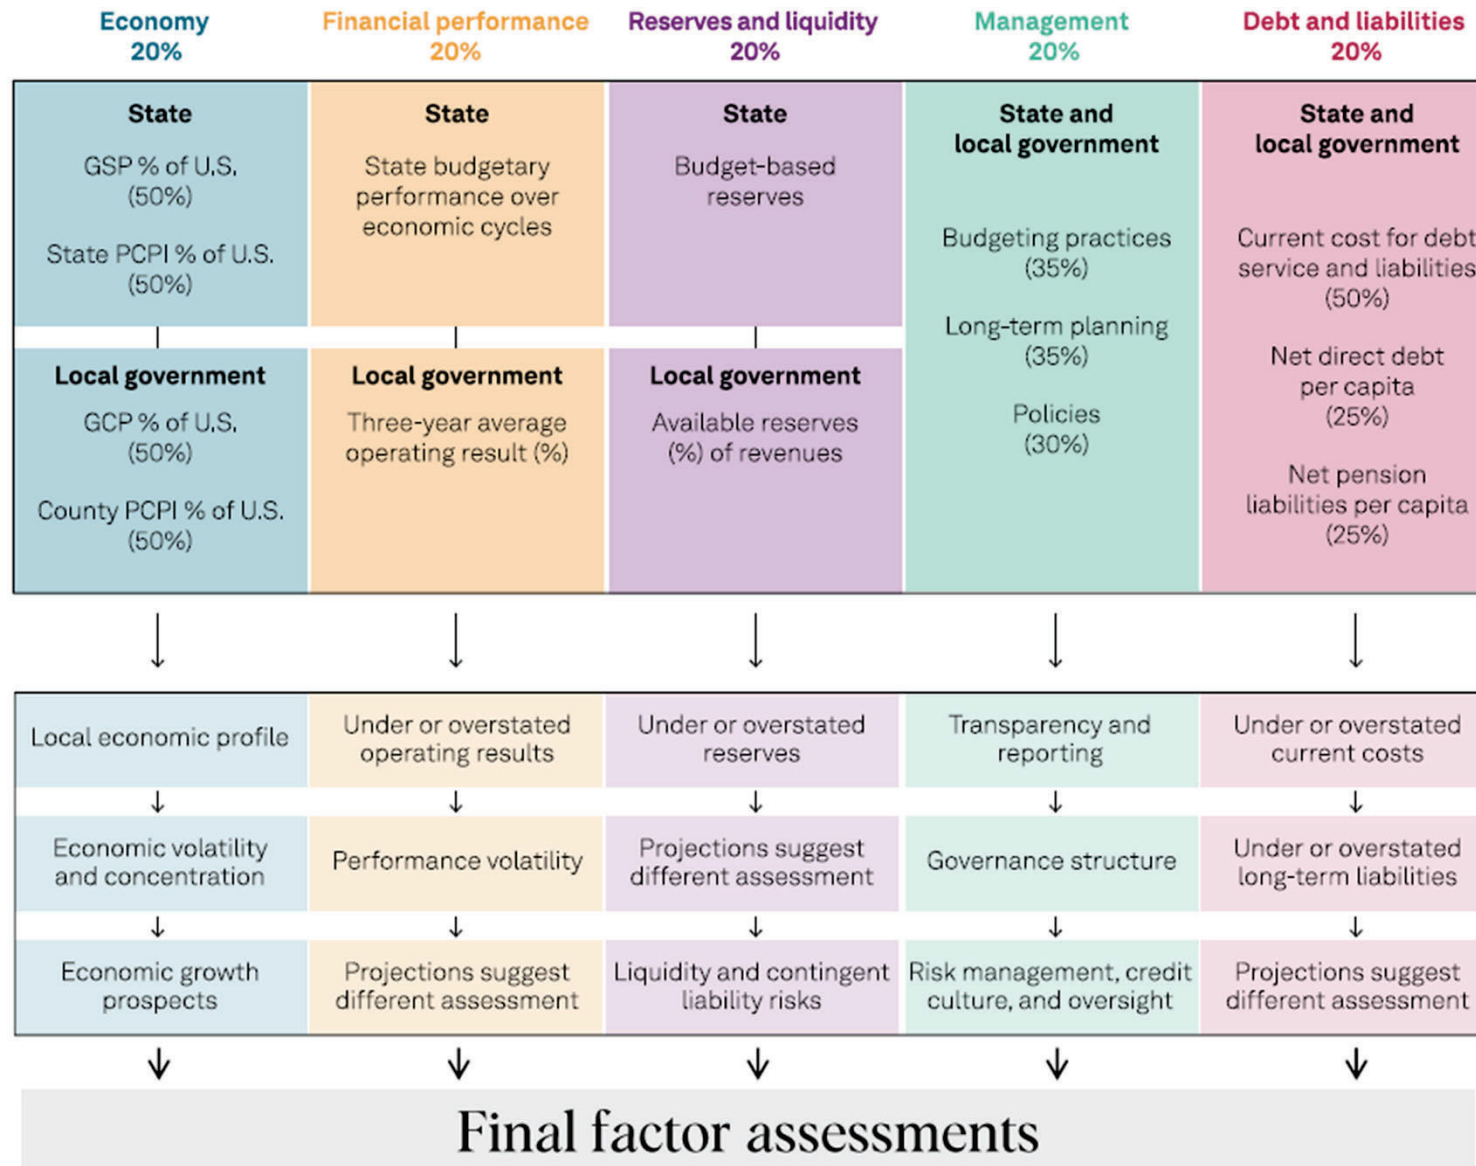 Economy
20%
Financial performance
20%
Reserves and liquidity
20%
Management
20%
Debt and liabilities
20%
State
GSP % of U.S.
(50%)
State PCPI % of U.S.
(50%)
Local government
GCP % of U.S.
(50%)
County PCPI % of U.S.
(50%)
State
State budgetary
performance over
economic cycles
Local government
Three-year average
operating result (%)
State
Budget-based
reserves
Local government
Available reserves
(%) of revenues
State and
local government
Budgeting practices
(35%)
Long-term planning
(35%)
Policies
(30%)
State and
local government
Current cost for debt
service and liabilities
(50%)
Net direct debt
per capita
(25%)
Net pension
liabilities per capita
(25%)
Local economic profile
Under or overstated
operating results
Under or overstated
reserves
Transparency and
reporting
Under or overstated
current costs
Economic volatility
and concentration
Performance volatility
Projections suggest
different assessment
Governance structure
Under or overstated
long-term liabilities
Economic growth
prospects
Projections suggest
different assessment
Liquidity and contingent
liability risks
Risk management, credit
culture, and oversight
Projections suggest
different assessment
Final factor assessments